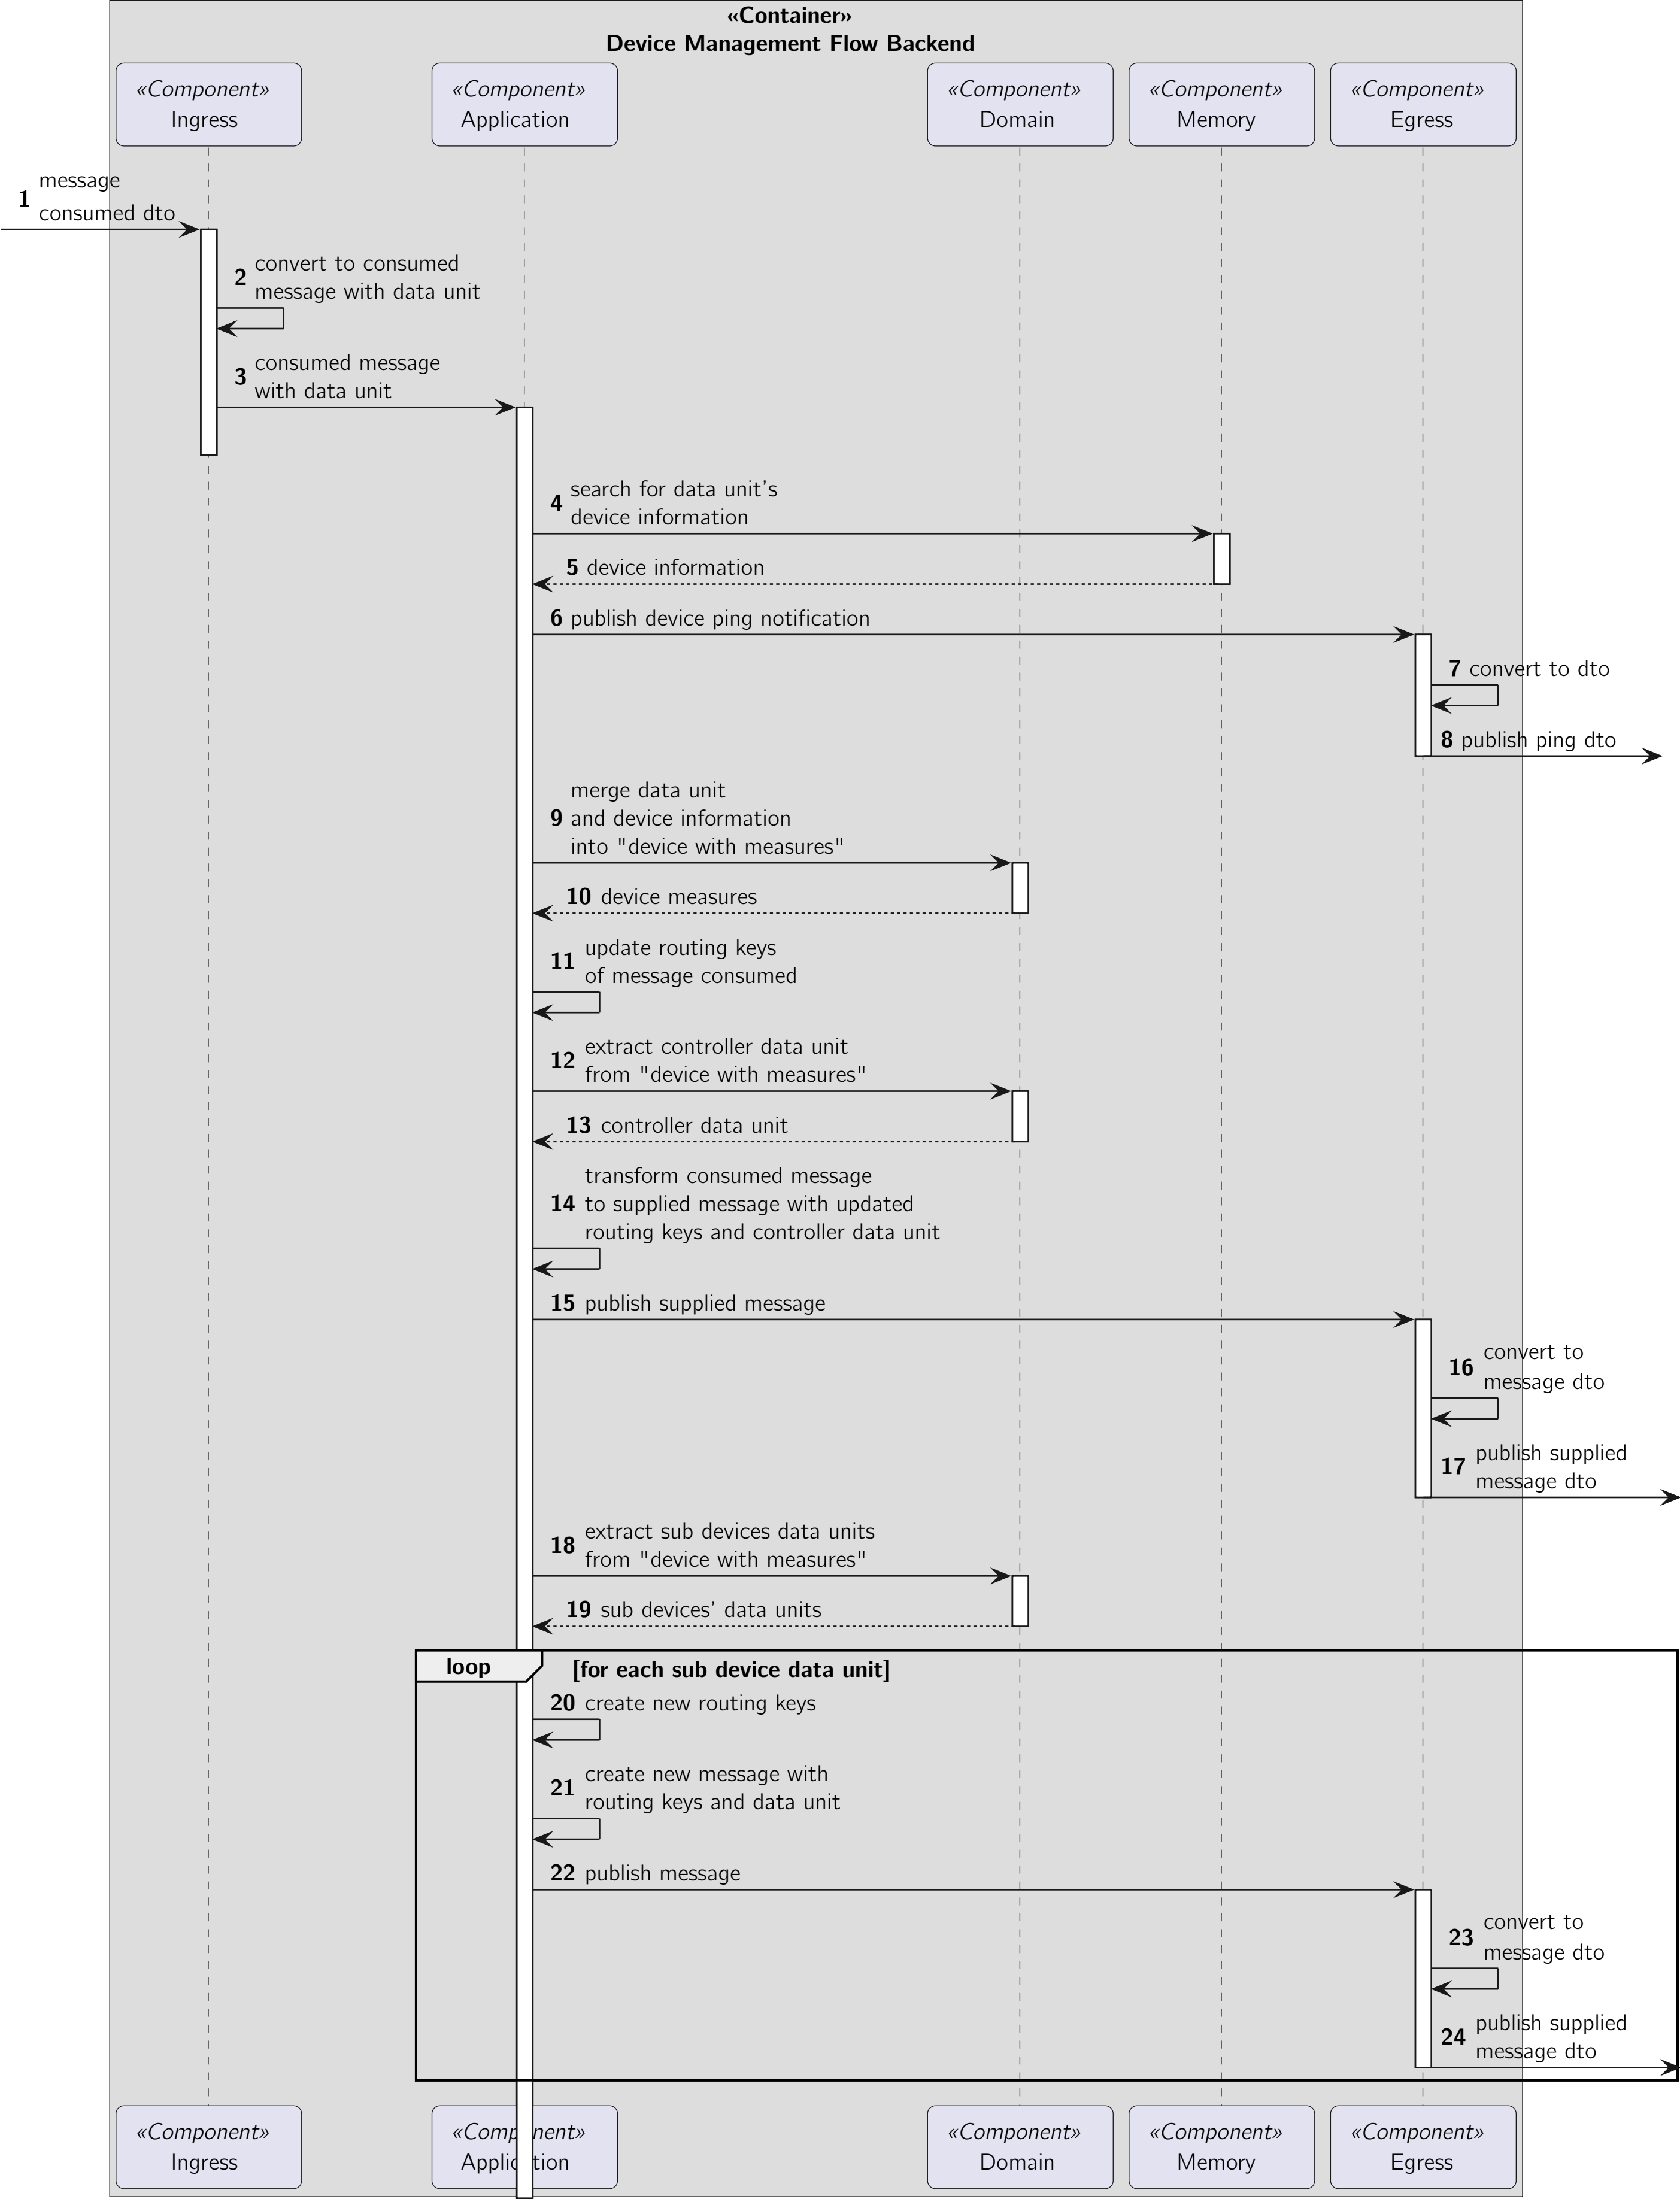 «Container»
Device Management Flow Backend
«Component»
Ingress
«Component»
Application
«Component»
Domain
«Component»
Memory
«Component»
Egress
1 message
consumed dto
2 convert to consumed
message with data unit
3 consumed message
with data unit
4 search for data unit's
device information
5 device information
6 publish device ping notification
7 convert to dto
8 publish ping dto
merge data unit
9 and device information
into "device with measures"
10 device measures
11 update routing keys
of message consumed
12 extract controller data unit
from "device with measures"
13 controller data unit
transform consumed message
14 to supplied message with updated
routing keys and controller data unit
15 publish supplied message
16 convert to
message dto
17 publish supplied
message dto
18 extract sub devices data units
from "device with measures"
19 sub devices' data units
loop [for each sub device data unit]
20 create new routing keys
21 create new message with
routing keys and data unit
22 publish message
23 convert to
message dto
24 publish supplied
message dto
«Component»
Ingress
«Component»
Application
«Component»
Domain
«Component»
Memory
«Component»
Egress